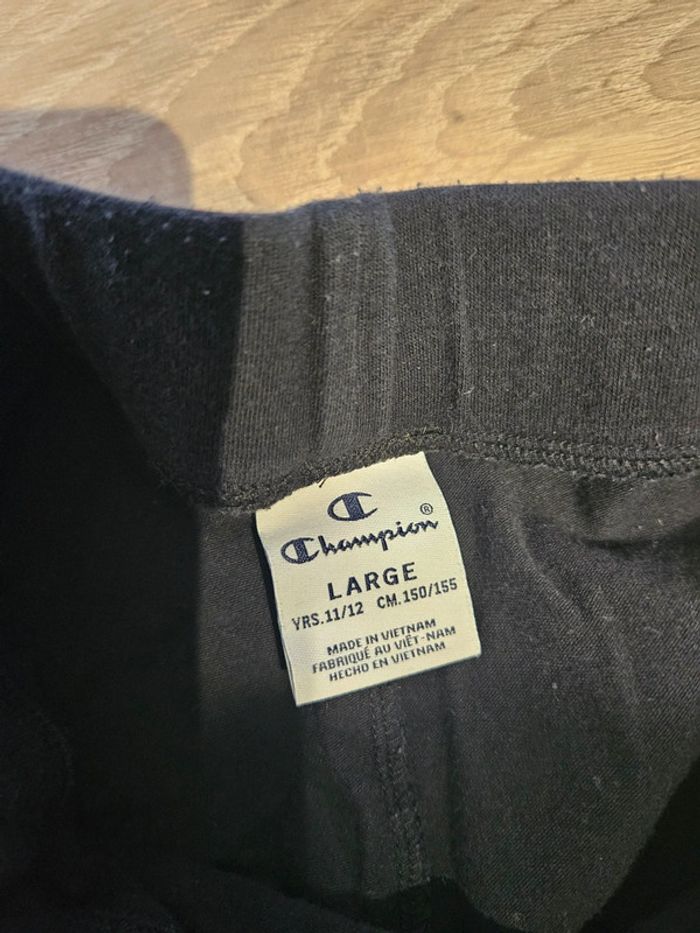 Champion®
LARGE
YRS.11/12 CM.150/155
MADE IN VIETNAM
FABRIQUÉ AU VIÊT-NAM
HECHO EN VIETNAM